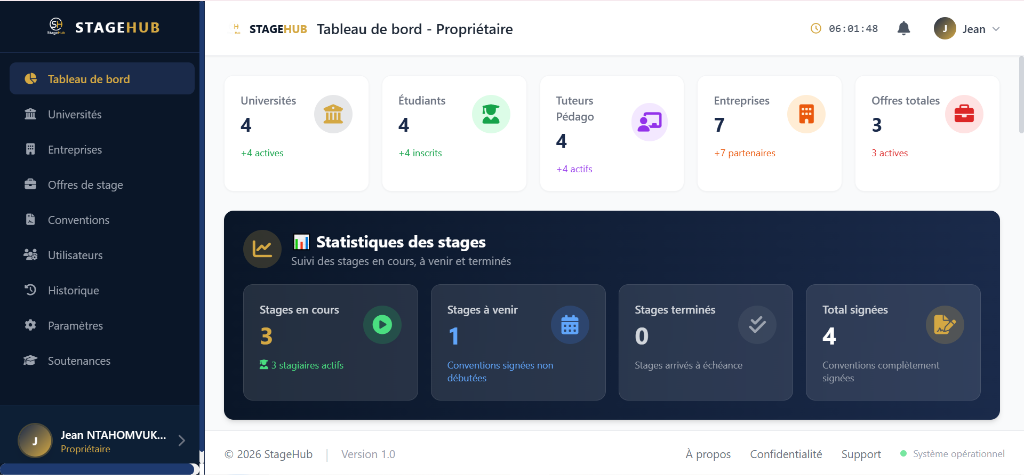 STAGEHUB
Tableau de bord
Universités
Entreprises
Offres de stage
Conventions
Utilisateurs
Historique
Paramètres
Soutenances
Jean NTAHOMVUK...
Propriétaire
STAGEHUB Tableau de bord - Propriétaire
06:01:48
J Jean
Universités
4
+4 actives
Étudiants
4
+4 inscrits
Tuteurs
Pédago
4
+4 actifs
Entreprises
7
+7 partenaires
Offres totales
3
3 actives
Statistiques des stages
Suivi des stages en cours, à venir et terminés
Stages en cours
3
3 stagiaires actifs
Stages à venir
1
Conventions signées non
débutées
Stages terminés
0
Stages arrivés à échéance
Total signées
4
Conventions complètement
signées
© 2026 StageHub | Version 1.0
À propos Confidentialité Support Système opérationnel